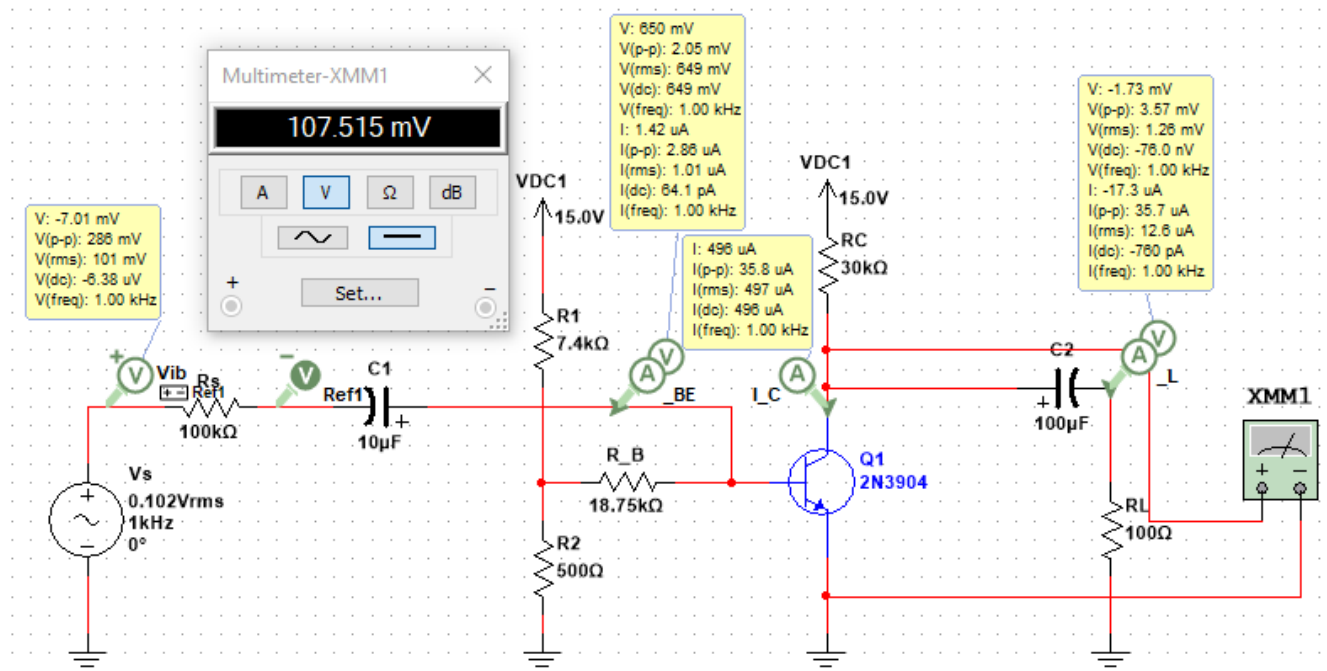 V: 650 mV
V(p-p): 2.05 mV
V(rms): 649 mV
V(dc): 649 mV
V(freq): 1.00 kHz
I: 1.42 uA
I(p-p): 2.86 uA
I(rms): 1.01 uA
I(dc): 64.1 pA
I(freq): 1.00 kHz
Multimeter-XMM1
107.515 mV
A
V
Ω
dB
+
Set...
−
V: -1.73 mV
V(p-p): 3.57 mV
V(rms): 1.26 mV
V(dc): -76.0 nV
V(freq): 1.00 kHz
I: -17.3 uA
I(p-p): 35.7 uA
I(rms): 12.6 uA
I(dc): -760 pA
I(freq): 1.00 kHz
V: -7.01 mV
V(p-p): 286 mV
V(rms): 101 mV
V(dc): -6.38 uV
V(freq): 1.00 kHz
I: 496 uA
I(p-p): 35.8 uA
I(rms): 497 uA
I(dc): 496 uA
I(freq): 1.00 kHz
VDC1
15.0V
VDC1
15.0V
RC
30kΩ
R1
7.4kΩ
+
V
Vib
Rs
Ref1
100kΩ
−
V
Ref1
C1
+
10µF
A
V
_BE
A
I_C
C2
+
100µF
A
V
_L
XMM1
+ −
R_B
18.75kΩ
Q1
2N3904
Vs
0.102Vrms
1kHz
0°
+
−
R2
500Ω
RL
100Ω